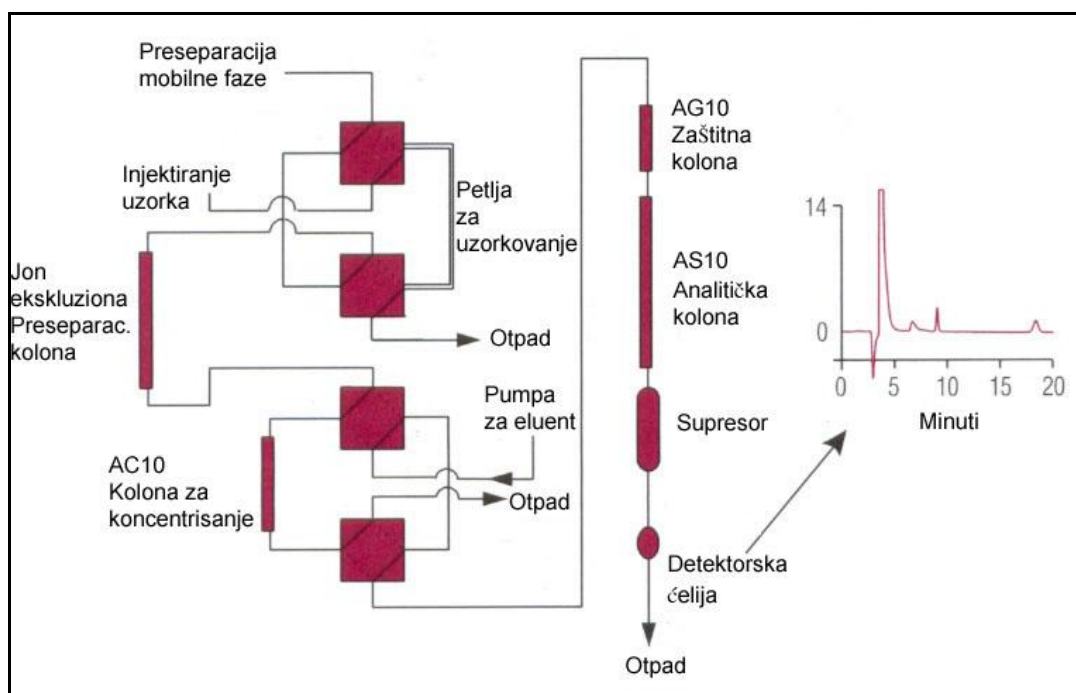 Preseparacija
mobilne faze
Injektiranje
uzorka
Petlja
za
uzorkovanje
Jon
ekskluziona
Preseparac.
kolona
Otpad
Pumpa
za eluent
AC10
Kolona za
koncentrisanje
Otpad
AG10
Zaštitna
kolona
AS10
Analitička
kolona
Supresor
Detektorska
ćelija
Otpad
14
0
0
5
10
15
20
Minuti